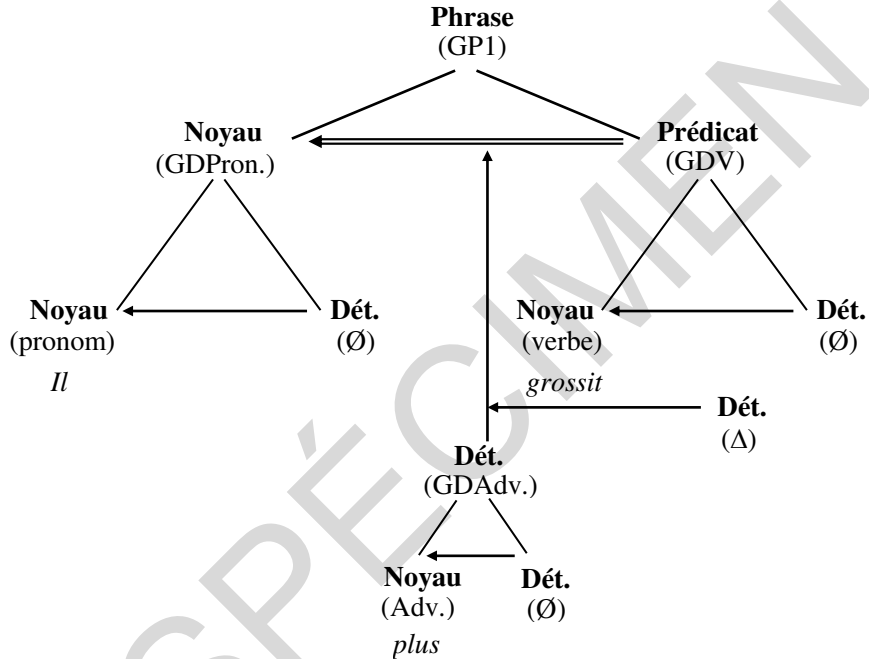 Phrase
(GP1)
Noyau
(GDPron.)
Prédicat
(GDV)
Noyau
(pronom)
Il
Dét.
(Ø)
Noyau
(verbe)
grossit
Dét.
(Ø)
Dét.
(Δ)
Dét.
(GDAdv.)
Noyau
(Adv.)
plus
Dét.
(Ø)
SPÉCIMEN